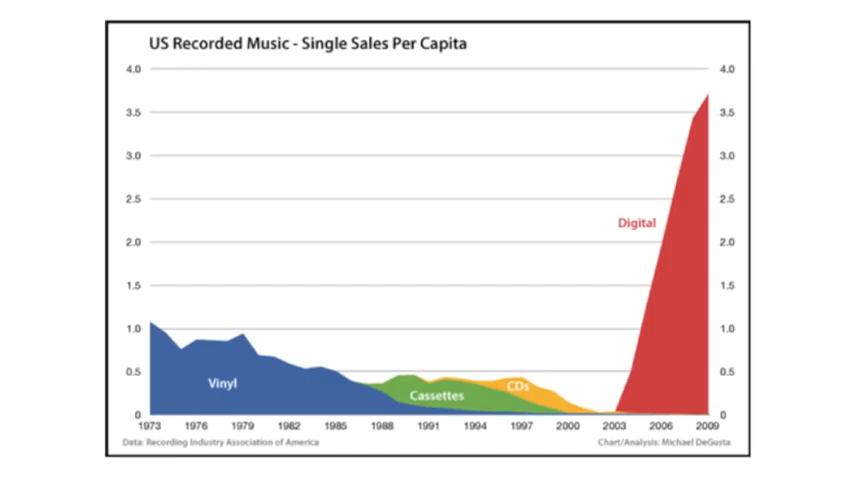 US Recorded Music - Single Sales Per Capita
4.0 4.0
3.5 3.5
3.0 3.0
2.5 2.5
Digital
2.0 2.0
1.5 1.5
1.0 1.0
0.5 0.5
Vinyl
CDs
Cassettes
0 0
1973 1976 1979 1982 1985 1988 1991 1994 1997 2000 2003 2006 2009
Data: Recording Industry Association of America Chart/Analysis: Michael DeGusta